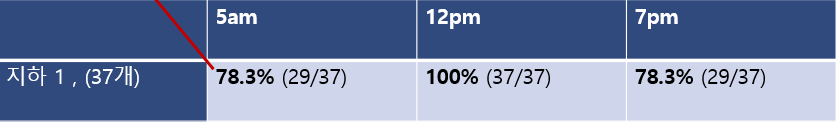 5am 12pm 7pm
지하 1 , (37개) 78.3% (29/37) 100% (37/37) 78.3% (29/37)